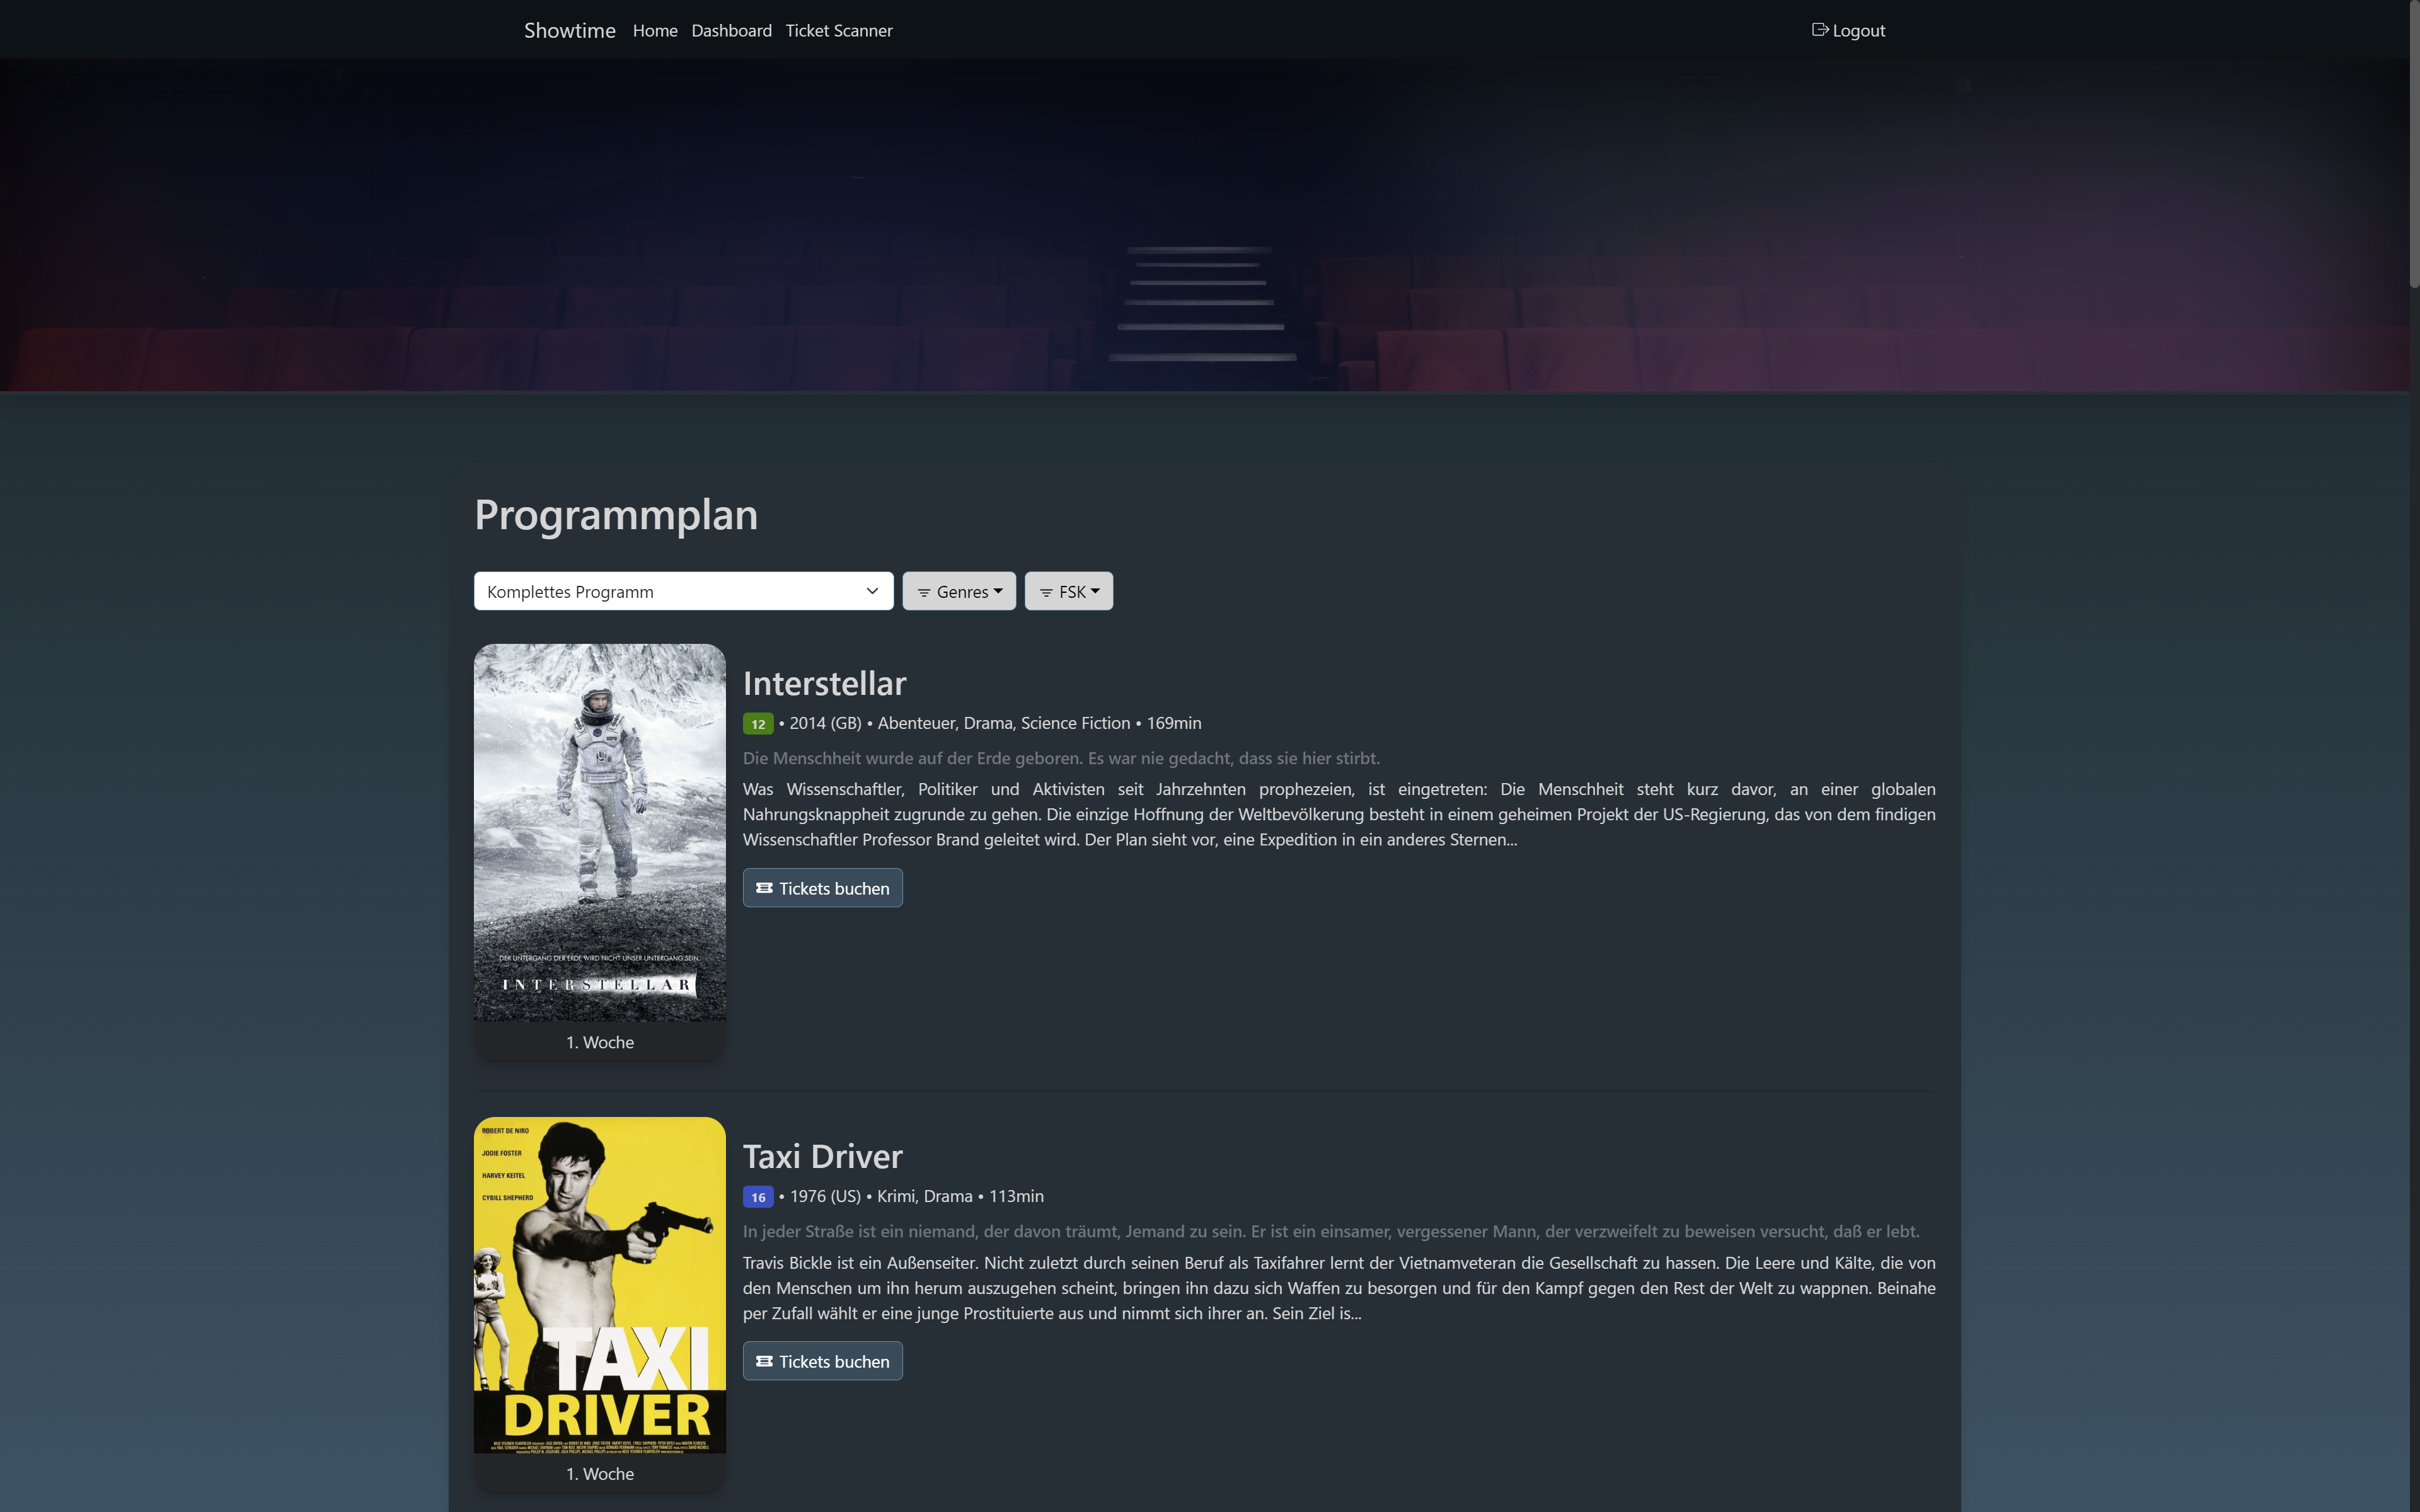 Showtime Home Dashboard Ticket Scanner Logout
Programmplan
Komplettes Programm Genres FSK
Interstellar
12 • 2014 (GB) • Abenteuer, Drama, Science Fiction • 169min
Die Menschheit wurde auf der Erde geboren. Es war nie gedacht, dass sie hier stirbt.
Was Wissenschaftler, Politiker und Aktivisten seit Jahrzehnten prophezeien, ist eingetreten: Die Menschheit steht kurz davor, an einer globalen
Nahrungsknappheit zugrunde zu gehen. Die einzige Hoffnung der Weltbevölkerung besteht in einem geheimen Projekt der US-Regierung, das von dem findigen
Wissenschaftler Professor Brand geleitet wird. Der Plan sieht vor, eine Expedition in ein anderes Sternen...
Tickets buchen
DER UNTERGANG DER ERDE WIRD NICHT UNSER UNTERGANG SEIN.
INTERSTELLAR
1. Woche
ROBERT DE NIRO
JODIE FOSTER
HARVEY KEITEL
CYBILL SHEPHERD
TAXI
DRIVER
1. Woche
Taxi Driver
16 • 1976 (US) • Krimi, Drama • 113min
In jeder Straße ist ein niemand, der davon träumt, Jemand zu sein. Er ist ein einsamer, vergessener Mann, der verzweifelt zu beweisen versucht, daß er lebt.
Travis Bickle ist ein Außenseiter. Nicht zuletzt durch seinen Beruf als Taxifahrer lernt der Vietnamveteran die Gesellschaft zu hassen. Die Leere und Kälte, die von
den Menschen um ihn herum auszugehen scheint, bringen ihn dazu sich Waffen zu besorgen und für den Kampf gegen den Rest der Welt zu wappnen. Beinahe
per Zufall wählt er eine junge Prostituierte aus und nimmt sich ihrer an. Sein Ziel is...
Tickets buchen